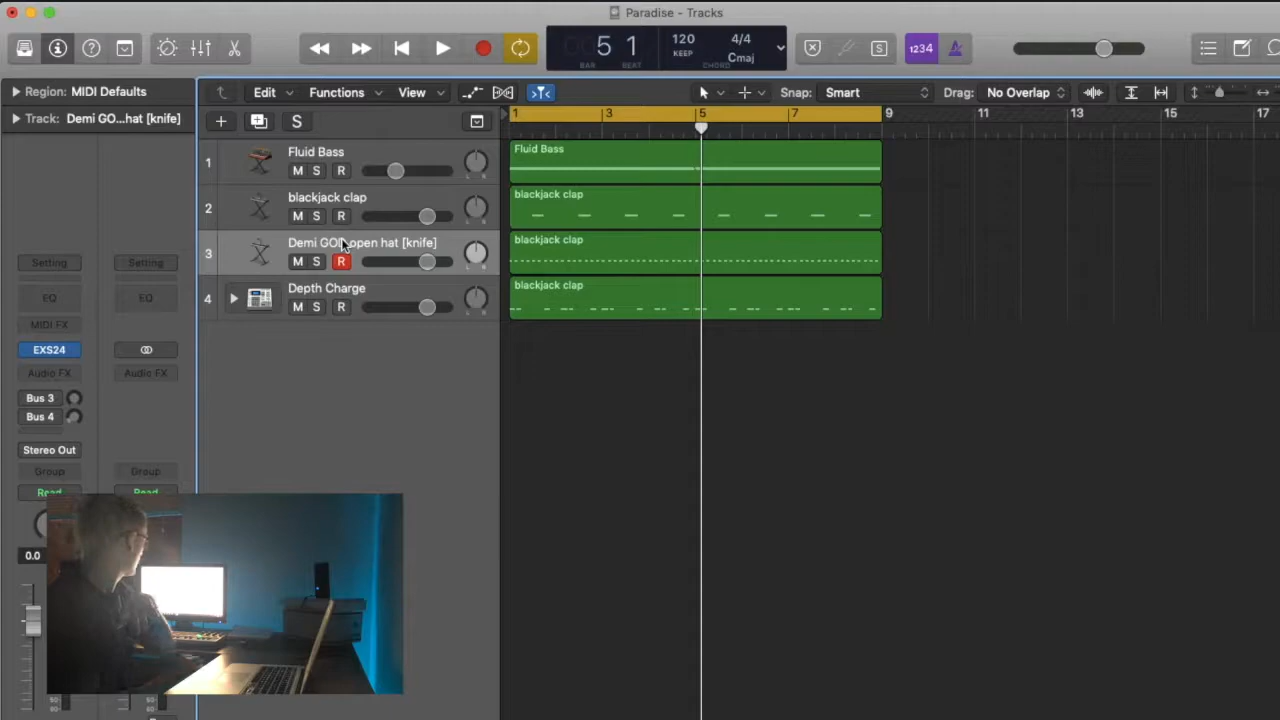 Paradise - Tracks
5 1
BAR BEAT
120
KEEP
4/4
Cmaj
CHORD
1234
Region: MIDI Defaults
Edit Functions View
Snap: Smart
Drag: No Overlap
Track: Demi GO...hat [knife]
S
1 3 5 7 9 11 13 15 17
1
Fluid Bass
M S R
Fluid Bass
2
blackjack clap
M S R
blackjack clap
3
open hat [knife]
M S R
blackjack clap
4
Depth Charge
M S R
blackjack clap
Setting Setting
EQ EQ
MIDI FX
EXS24
Audio FX Audio FX
Bus 3
Bus 4
Stereo Out
Group Group
Read Read
0.0